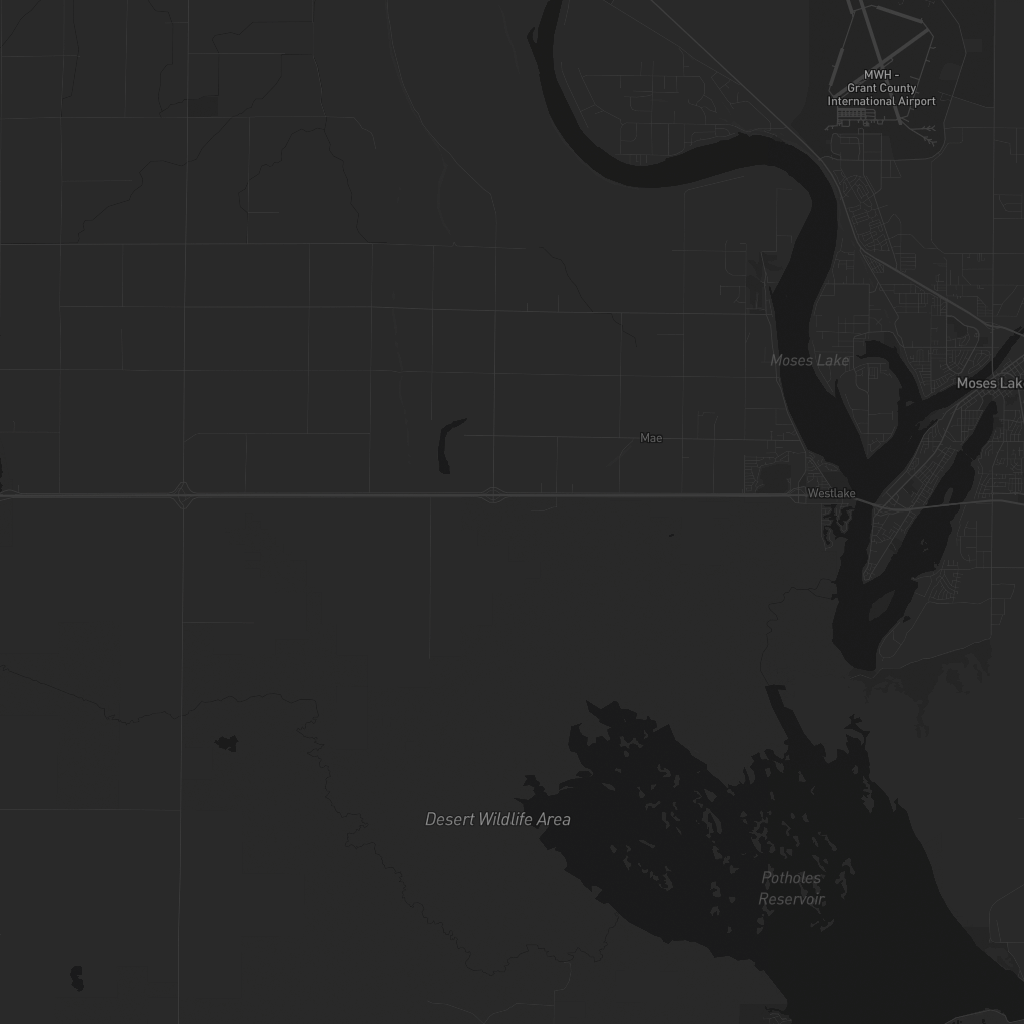 MWH -
Grant County
International Airport
Moses Lake
Moses Lak
Mae
Westlake
Desert Wildlife Area
Potholes
Reservoir